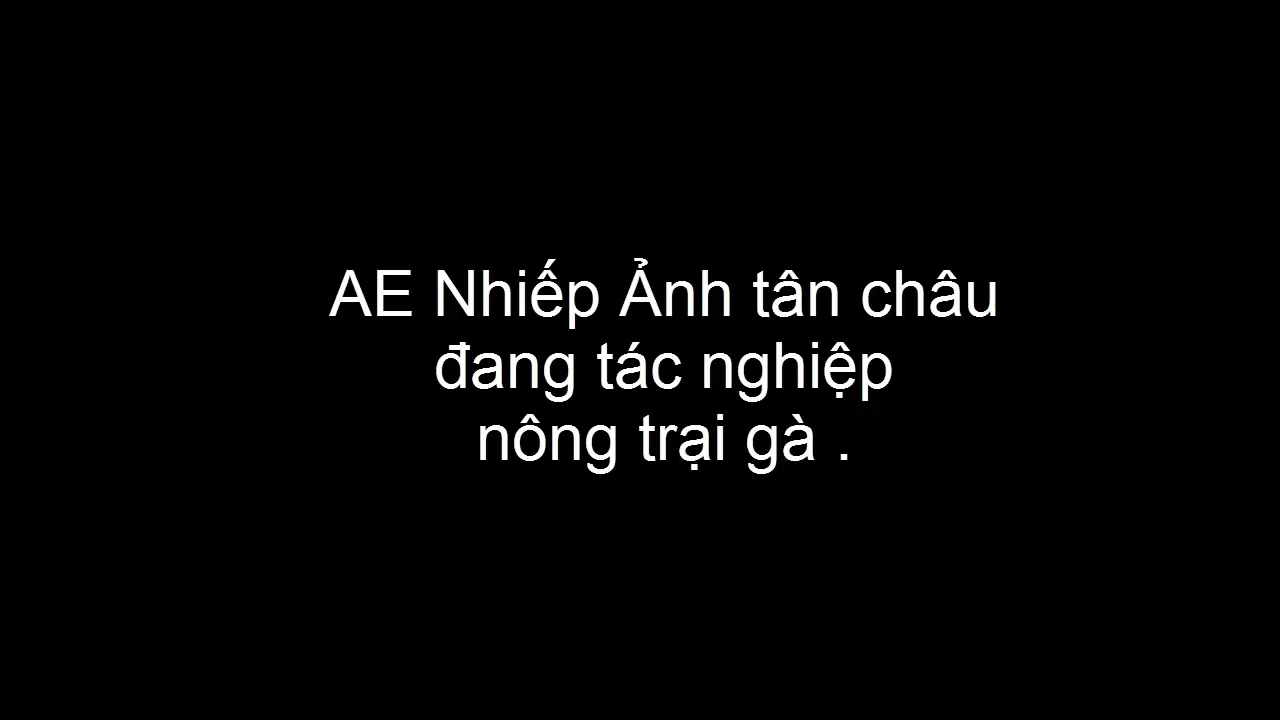 AE Nhiếp Ảnh tân châu
đang tác nghiệp
nông trại gà .